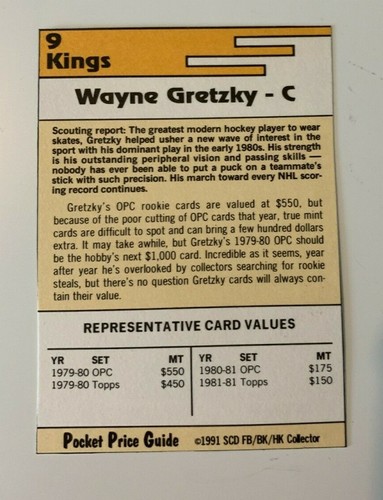 9
Kings
Wayne Gretzky - C
Scouting report: The greatest modern hockey player to wear
skates, Gretzky helped usher a new wave of interest in the
sport with his dominant play in the early 1980s. His strength
is his outstanding peripheral vision and passing skills —
nobody has ever been able to put a puck on a teammate's
stick with such precision. His march toward every NHL scor-
ing record continues.
Gretzky's OPC rookie cards are valued at $550, but
because of the poor cutting of OPC cards that year, true mint
cards are difficult to spot and can bring a few hundred dollars
extra. It may take awhile, but Gretzky's 1979-80 OPC should
be the hobby's next $1,000 card. Incredible as it seems, year
after year he's overlooked by collectors searching for rookie
steals, but there's no question Gretzky cards will always con-
tain their value.
REPRESENTATIVE CARD VALUES
YR SET MT YR SET MT
1979-80 OPC $550 1980-81 OPC $175
1979-80 Topps $450 1981-81 Topps $150
Pocket Price Guide ©1991 SCD FB/BK/HK Collector